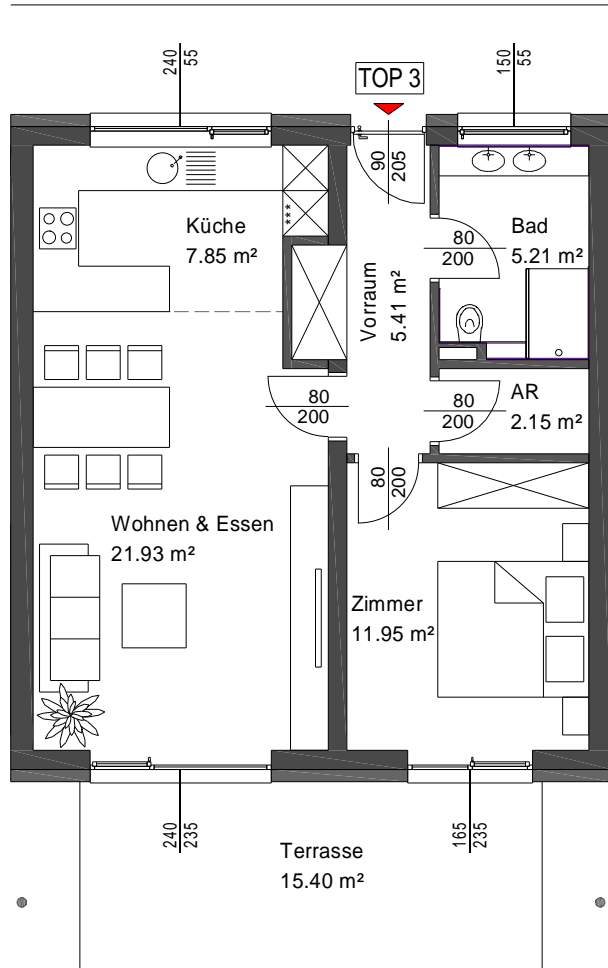 240
55
TOP 3
150
55
90
205
Küche
7.85 m²
***
Vorraum
5.41 m²
80
200
Bad
5.21 m²
80
200
80
200
AR
2.15 m²
80
200
Wohnen & Essen
21.93 m²
Zimmer
11.95 m²
240
235
165
235
Terrasse
15.40 m²